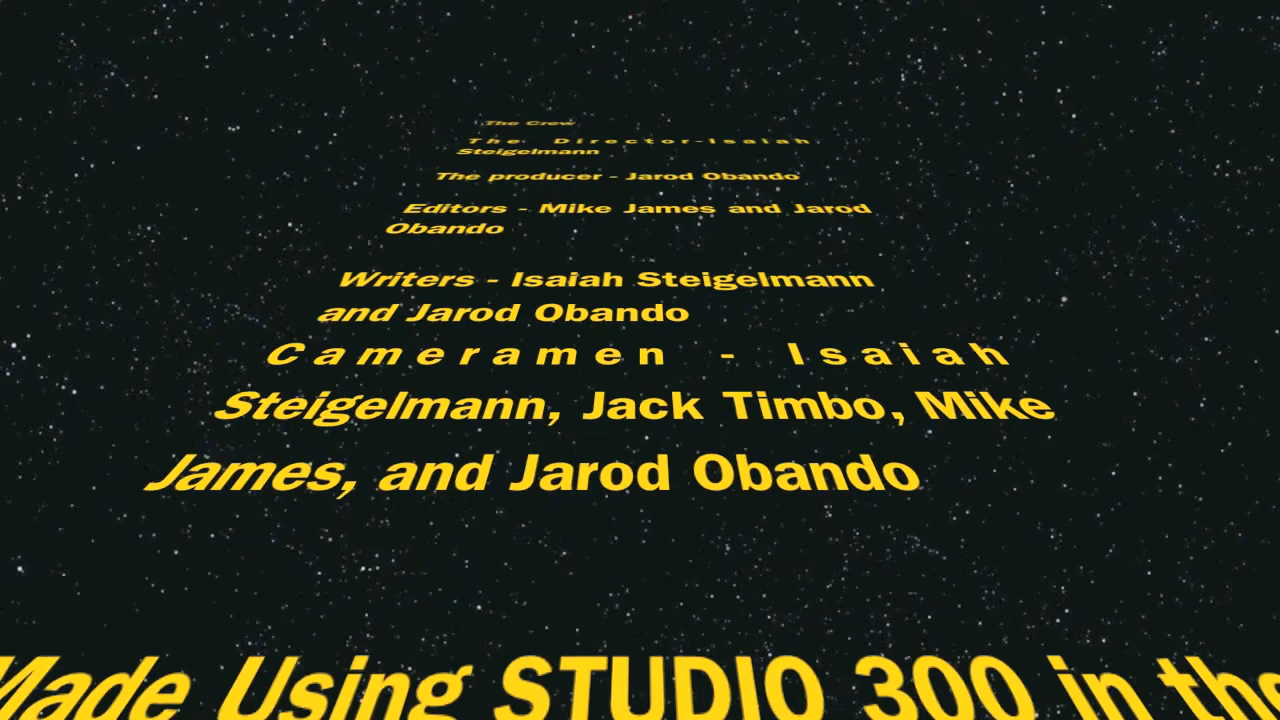 The Crew
The Director-Isaiah
Steigelmann
The producer - Jarod Obando
Editors - Mike James and Jarod
Obando
Writers - Isaiah Steigelmann
and Jarod Obando
Cameramen - Isaiah
Steigelmann, Jack Timbo, Mike
James, and Jarod Obando
Made Using STUDIO 300 in the